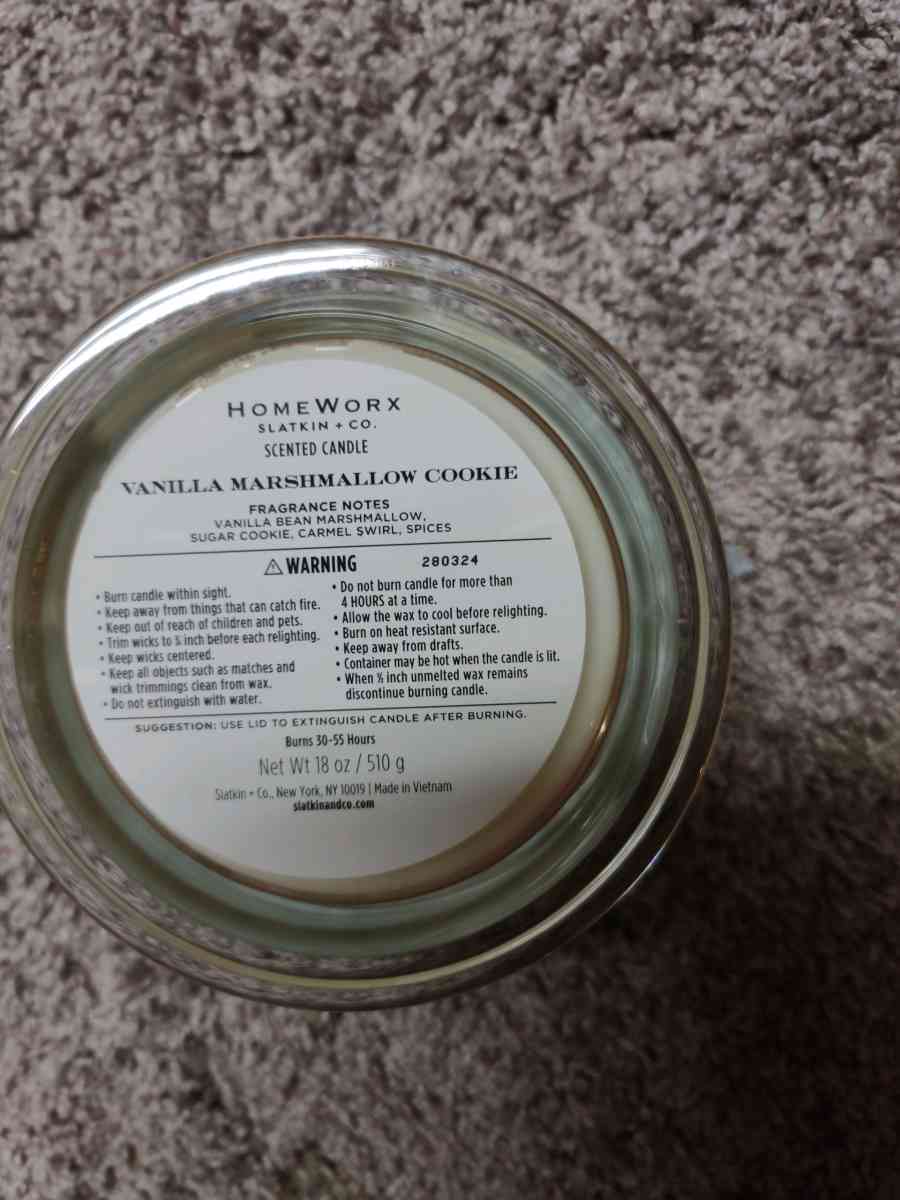 HOMEWORX
SLATKIN + CO.
SCENTED CANDLE
VANILLA MARSHMALLOW COOKIE
FRAGRANCE NOTES
VANILLA BEAN MARSHMALLOW,
SUGAR COOKIE, CARMEL SWIRL, SPICES
⚠ WARNING 280324
• Burn candle within sight.
• Keep away from things that can catch fire.
• Keep out of reach of children and pets.
• Trim wicks to ¼ inch before each relighting.
• Keep wicks centered.
• Keep all objects such as matches and
wick trimmings clean from wax.
• Do not extinguish with water.
• Do not burn candle for more than
4 HOURS at a time.
• Allow the wax to cool before relighting.
• Burn on heat resistant surface.
• Keep away from drafts.
• Container may be hot when the candle is lit.
• When ½ inch unmelted wax remains
discontinue burning candle.
SUGGESTION: USE LID TO EXTINGUISH CANDLE AFTER BURNING.
Burns 30-55 Hours
Net Wt 18 oz / 510 g
Slatkin + Co., New York, NY 10019 | Made in Vietnam
slatkinandco.com